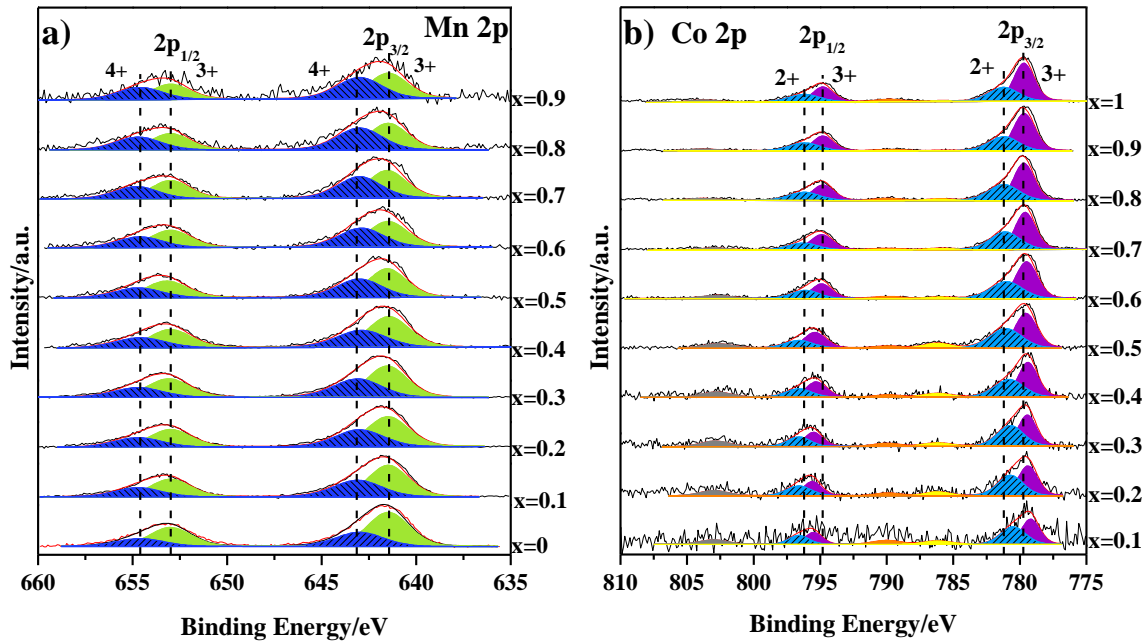 a)
Mn 2p
2p1/2
2p3/2
4+
3+
4+
3+
x=0.9
x=0.8
x=0.7
x=0.6
x=0.5
x=0.4
x=0.3
x=0.2
x=0.1
x=0
Intensity/a.u.
660 655 650 645 640 635
Binding Energy/eV
b)
Co 2p
2p1/2
2p3/2
2+
3+
2+
3+
x=1
x=0.9
x=0.8
x=0.7
x=0.6
x=0.5
x=0.4
x=0.3
x=0.2
x=0.1
Intensity/a.u.
810 805 800 795 790 785 780 775
Binding Energy/eV